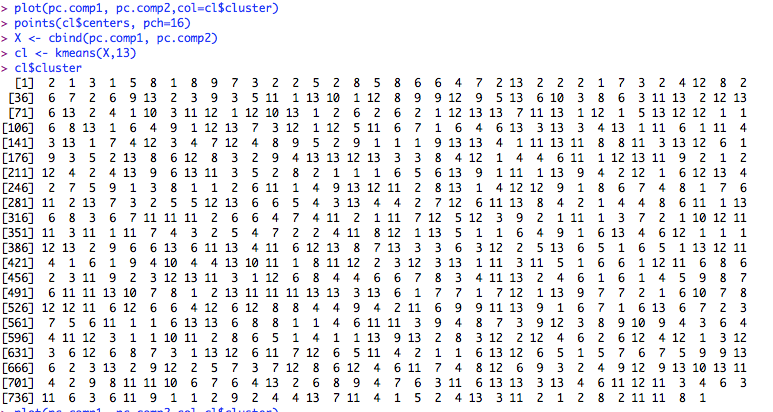 > plot(pc.comp1, pc.comp2,col=cl$cluster)
> points(cl$centers, pch=16)
> X <- cbind(pc.comp1, pc.comp2)
> cl <- kmeans(X,13)
> cl$cluster
[1] 2 1 3 1 5 8 1 8 9 7 3 2 2 5 2 8 5 8 6 6 4 7 2 13 2 2 2 1 7 3 2 4 12 8 2
[36] 6 7 2 6 9 13 2 3 9 3 5 11 1 13 10 1 12 8 9 9 12 9 5 13 6 10 3 8 6 3 11 13 2 12 13
[71] 6 13 2 4 1 10 3 11 12 1 12 10 13 1 2 6 2 6 2 1 12 13 13 7 11 13 1 12 1 5 13 12 12 1 1
[106] 6 8 13 1 6 4 9 1 12 13 7 3 12 1 12 5 11 6 7 1 6 4 6 13 3 13 3 4 13 1 11 6 1 11 4
[141] 3 13 1 7 4 12 3 4 7 12 4 8 9 5 2 9 1 1 1 9 13 13 4 1 11 13 11 8 8 11 3 13 12 6 1
[176] 9 3 5 2 13 8 6 12 8 3 2 9 4 13 13 12 13 3 3 8 4 12 1 4 4 6 11 1 12 13 11 9 2 1 2
[211] 12 4 2 4 13 9 6 13 11 3 5 2 8 2 1 1 1 6 5 6 13 9 1 11 1 13 9 4 2 12 1 6 12 13 4
[246] 2 7 5 9 1 3 8 1 1 2 6 11 1 4 9 13 12 11 2 8 13 1 4 12 12 9 1 8 6 7 4 8 1 7 6
[281] 11 2 13 7 3 2 5 5 12 13 6 6 5 4 3 13 4 4 2 7 12 6 11 13 8 4 2 1 4 4 8 6 11 1 13
[316] 6 8 3 6 7 11 11 11 2 6 6 4 7 4 11 2 1 11 7 12 5 12 3 9 2 1 11 1 3 7 2 1 10 12 11
[351] 11 3 11 1 11 7 4 3 2 5 4 7 2 2 4 11 8 12 1 13 5 1 1 6 4 9 1 6 13 4 6 12 1 1 1
[386] 12 13 2 9 6 6 13 6 11 13 4 11 6 12 13 8 7 13 3 3 6 3 12 2 5 13 6 5 1 6 5 1 13 12 11
[421] 4 1 6 1 9 4 10 4 4 13 10 11 1 8 11 12 2 3 12 3 13 1 11 3 11 5 1 6 6 1 12 11 6 8 6
[456] 2 3 11 9 2 3 12 13 11 3 1 12 6 8 4 4 6 6 7 8 3 4 11 13 2 4 6 1 6 1 4 5 9 8 7
[491] 6 11 11 13 10 7 8 1 2 13 11 11 11 13 13 3 13 6 1 7 7 1 7 12 1 13 9 7 7 2 1 6 10 7 8
[526] 12 12 11 6 12 6 6 4 12 6 12 8 8 4 4 9 4 2 11 6 9 9 11 13 9 1 6 7 1 6 13 6 7 2 3
[561] 7 5 6 11 1 1 6 13 13 6 8 8 1 1 4 6 11 11 3 9 4 8 7 3 9 12 3 8 9 10 9 4 3 6 4
[596] 4 11 12 3 1 1 10 11 2 8 6 5 1 4 1 1 13 9 13 2 8 3 12 2 12 4 6 2 6 12 4 12 1 3 12
[631] 3 6 12 6 8 7 3 1 13 12 6 11 7 12 6 5 11 4 2 1 1 6 13 12 6 5 1 5 7 6 7 5 9 9 13
[666] 6 2 3 13 2 9 12 2 5 7 3 7 12 8 6 12 4 6 11 7 4 8 12 6 9 3 2 4 9 12 9 13 10 13 11
[701] 4 2 9 8 11 11 10 6 7 6 4 13 2 6 8 9 4 7 6 3 11 6 13 13 3 13 4 6 11 12 11 3 4 6 3
[736] 11 6 3 6 11 9 1 1 2 9 2 4 4 13 7 11 4 1 5 2 4 13 3 11 2 1 2 8 2 11 11 8 1
> plot(pc.comp1, pc.comp2,col=cl$cluster)